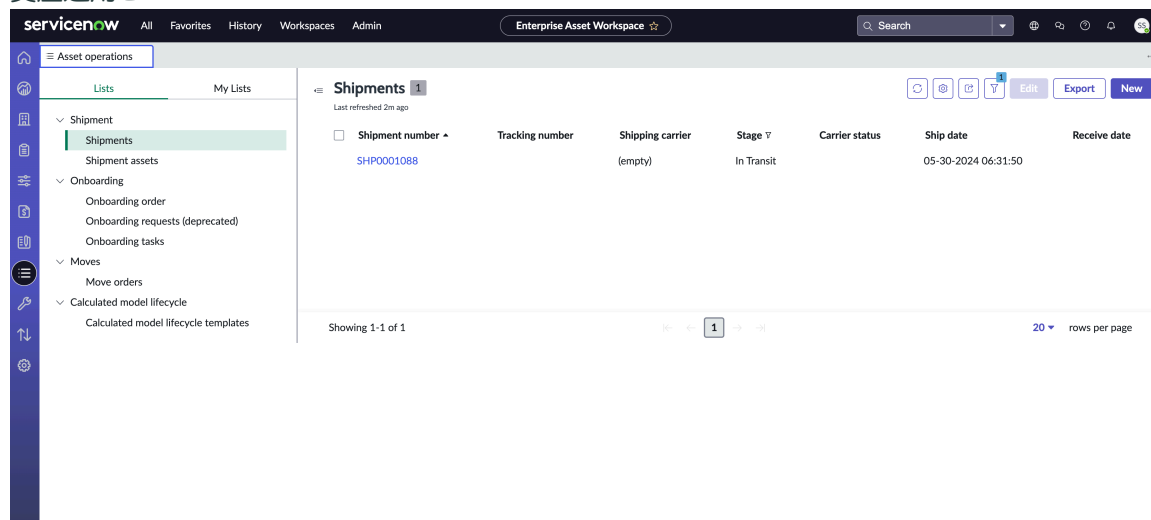 servicenow All Favorites History Workspaces Admin Enterprise Asset Workspace Search SS
Asset operations
Lists My Lists
Shipment
Shipments
Shipment assets
Onboarding
Onboarding order
Onboarding requests (deprecated)
Onboarding tasks
Moves
Move orders
Calculated model lifecycle
Calculated model lifecycle templates
Shipments 1
Last refreshed 2m ago
1
Edit Export New
Shipment number Tracking number Shipping carrier Stage Carrier status Ship date Receive date
SHP0001088 (empty) In Transit 05-30-2024 06:31:50
Showing 1-1 of 1
1
20 rows per page